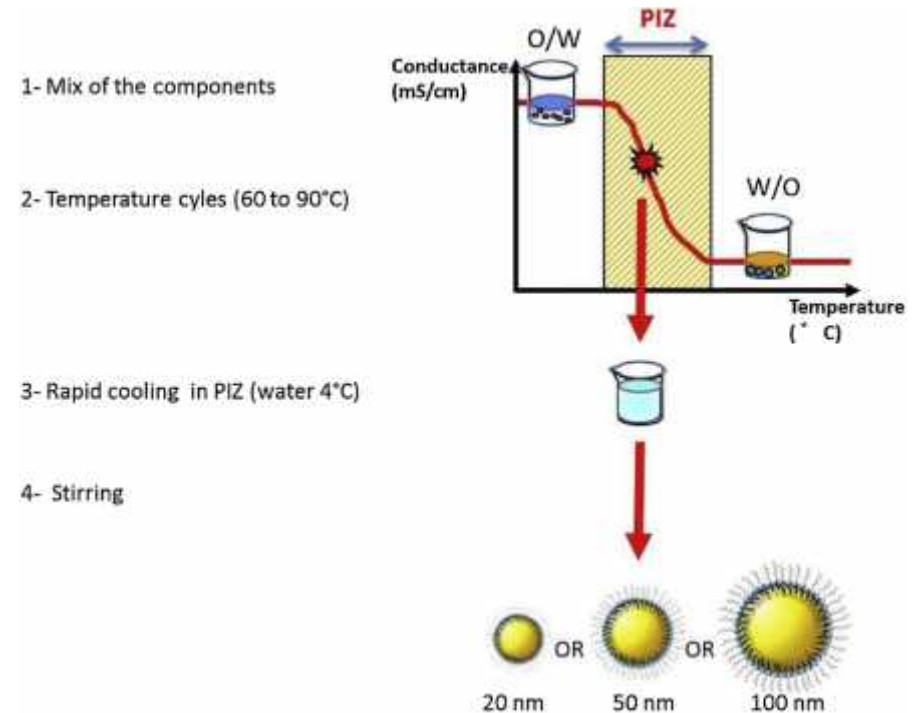 PIZ
O/W
Conductance
(mS/cm)
1- Mix of the components
W/O
2- Temperature cyles (60 to 90°C)
Temperature
( ° C)
3- Rapid cooling in PIZ (water 4°C)
4- Stirring
OR
OR
20 nm
50 nm
100 nm